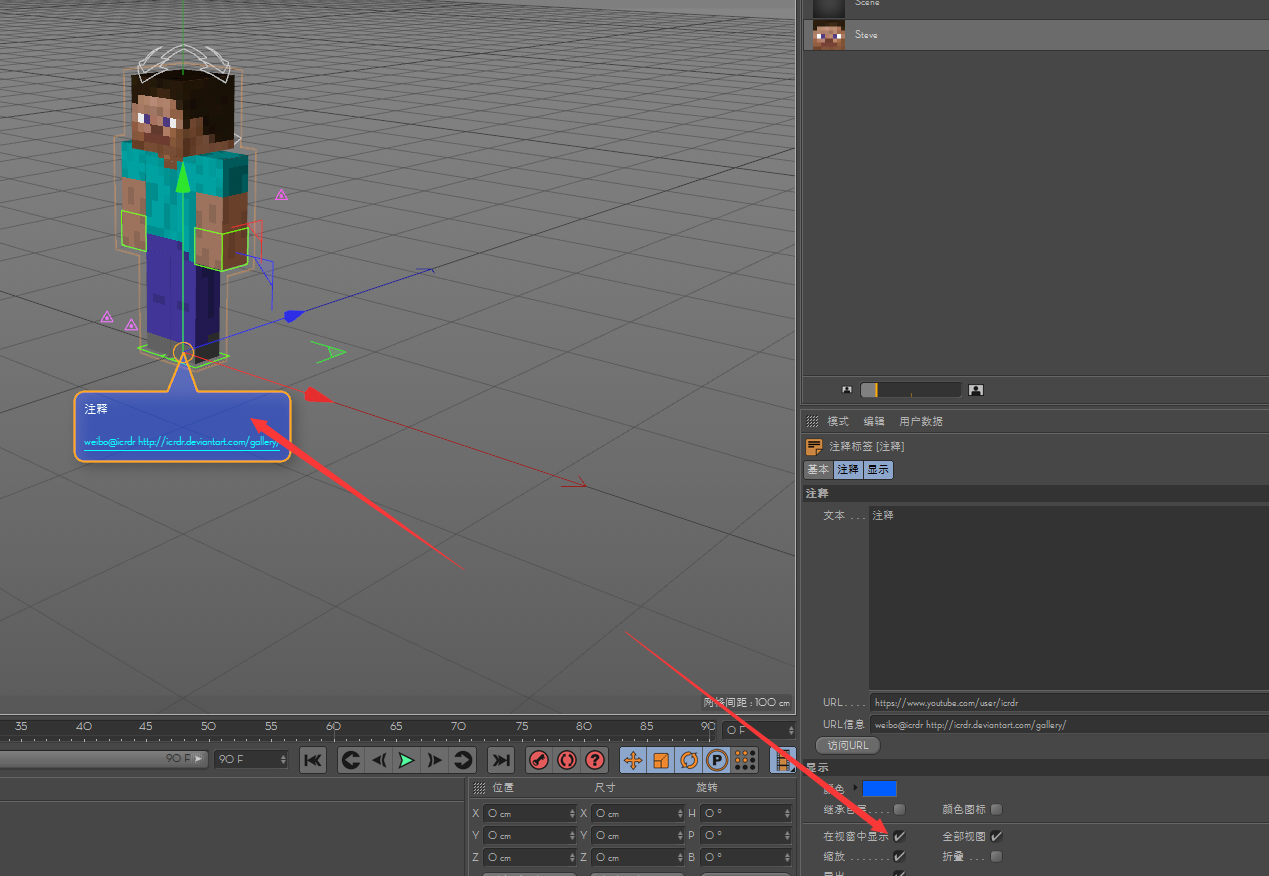 Scene
Steve
注释
weibo@icrdr http://icrdr.deviantart.com/gallery/
网格间距 : 100 cm
35 40 45 50 55 60 65 70 75 80 85 90
0 F
90 F 90 F
P
位置 尺寸 旋转
X 0 cm X 0 cm H 0 °
Y 0 cm Y 0 cm P 0 °
Z 0 cm Z 0 cm B 0 °
模式 编辑 用户数据
注释标签 [注释]
基本 注释 显示
注释
文本 . . . 注释
URL . . . . https://www.youtube.com/user/icrdr
URL信息 weibo@icrdr http://icrdr.deviantart.com/gallery/
访问URL
显示
颜色
颜色图标
在视窗中显示 全部视图
缩放 . . . . . . . 折叠 . . .